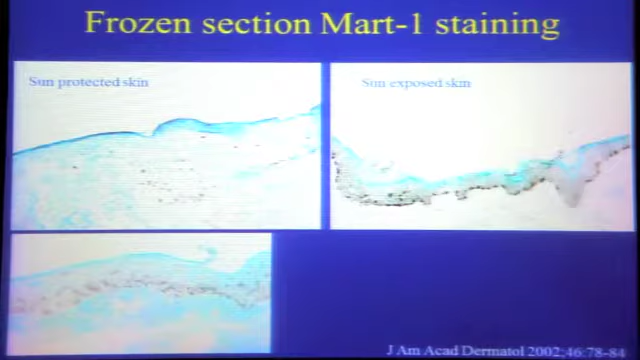 Frozen section Mart-1 staining
Sun protected skin
Sun exposed skin
J Am Acad Dermatol 2002;46:78-84